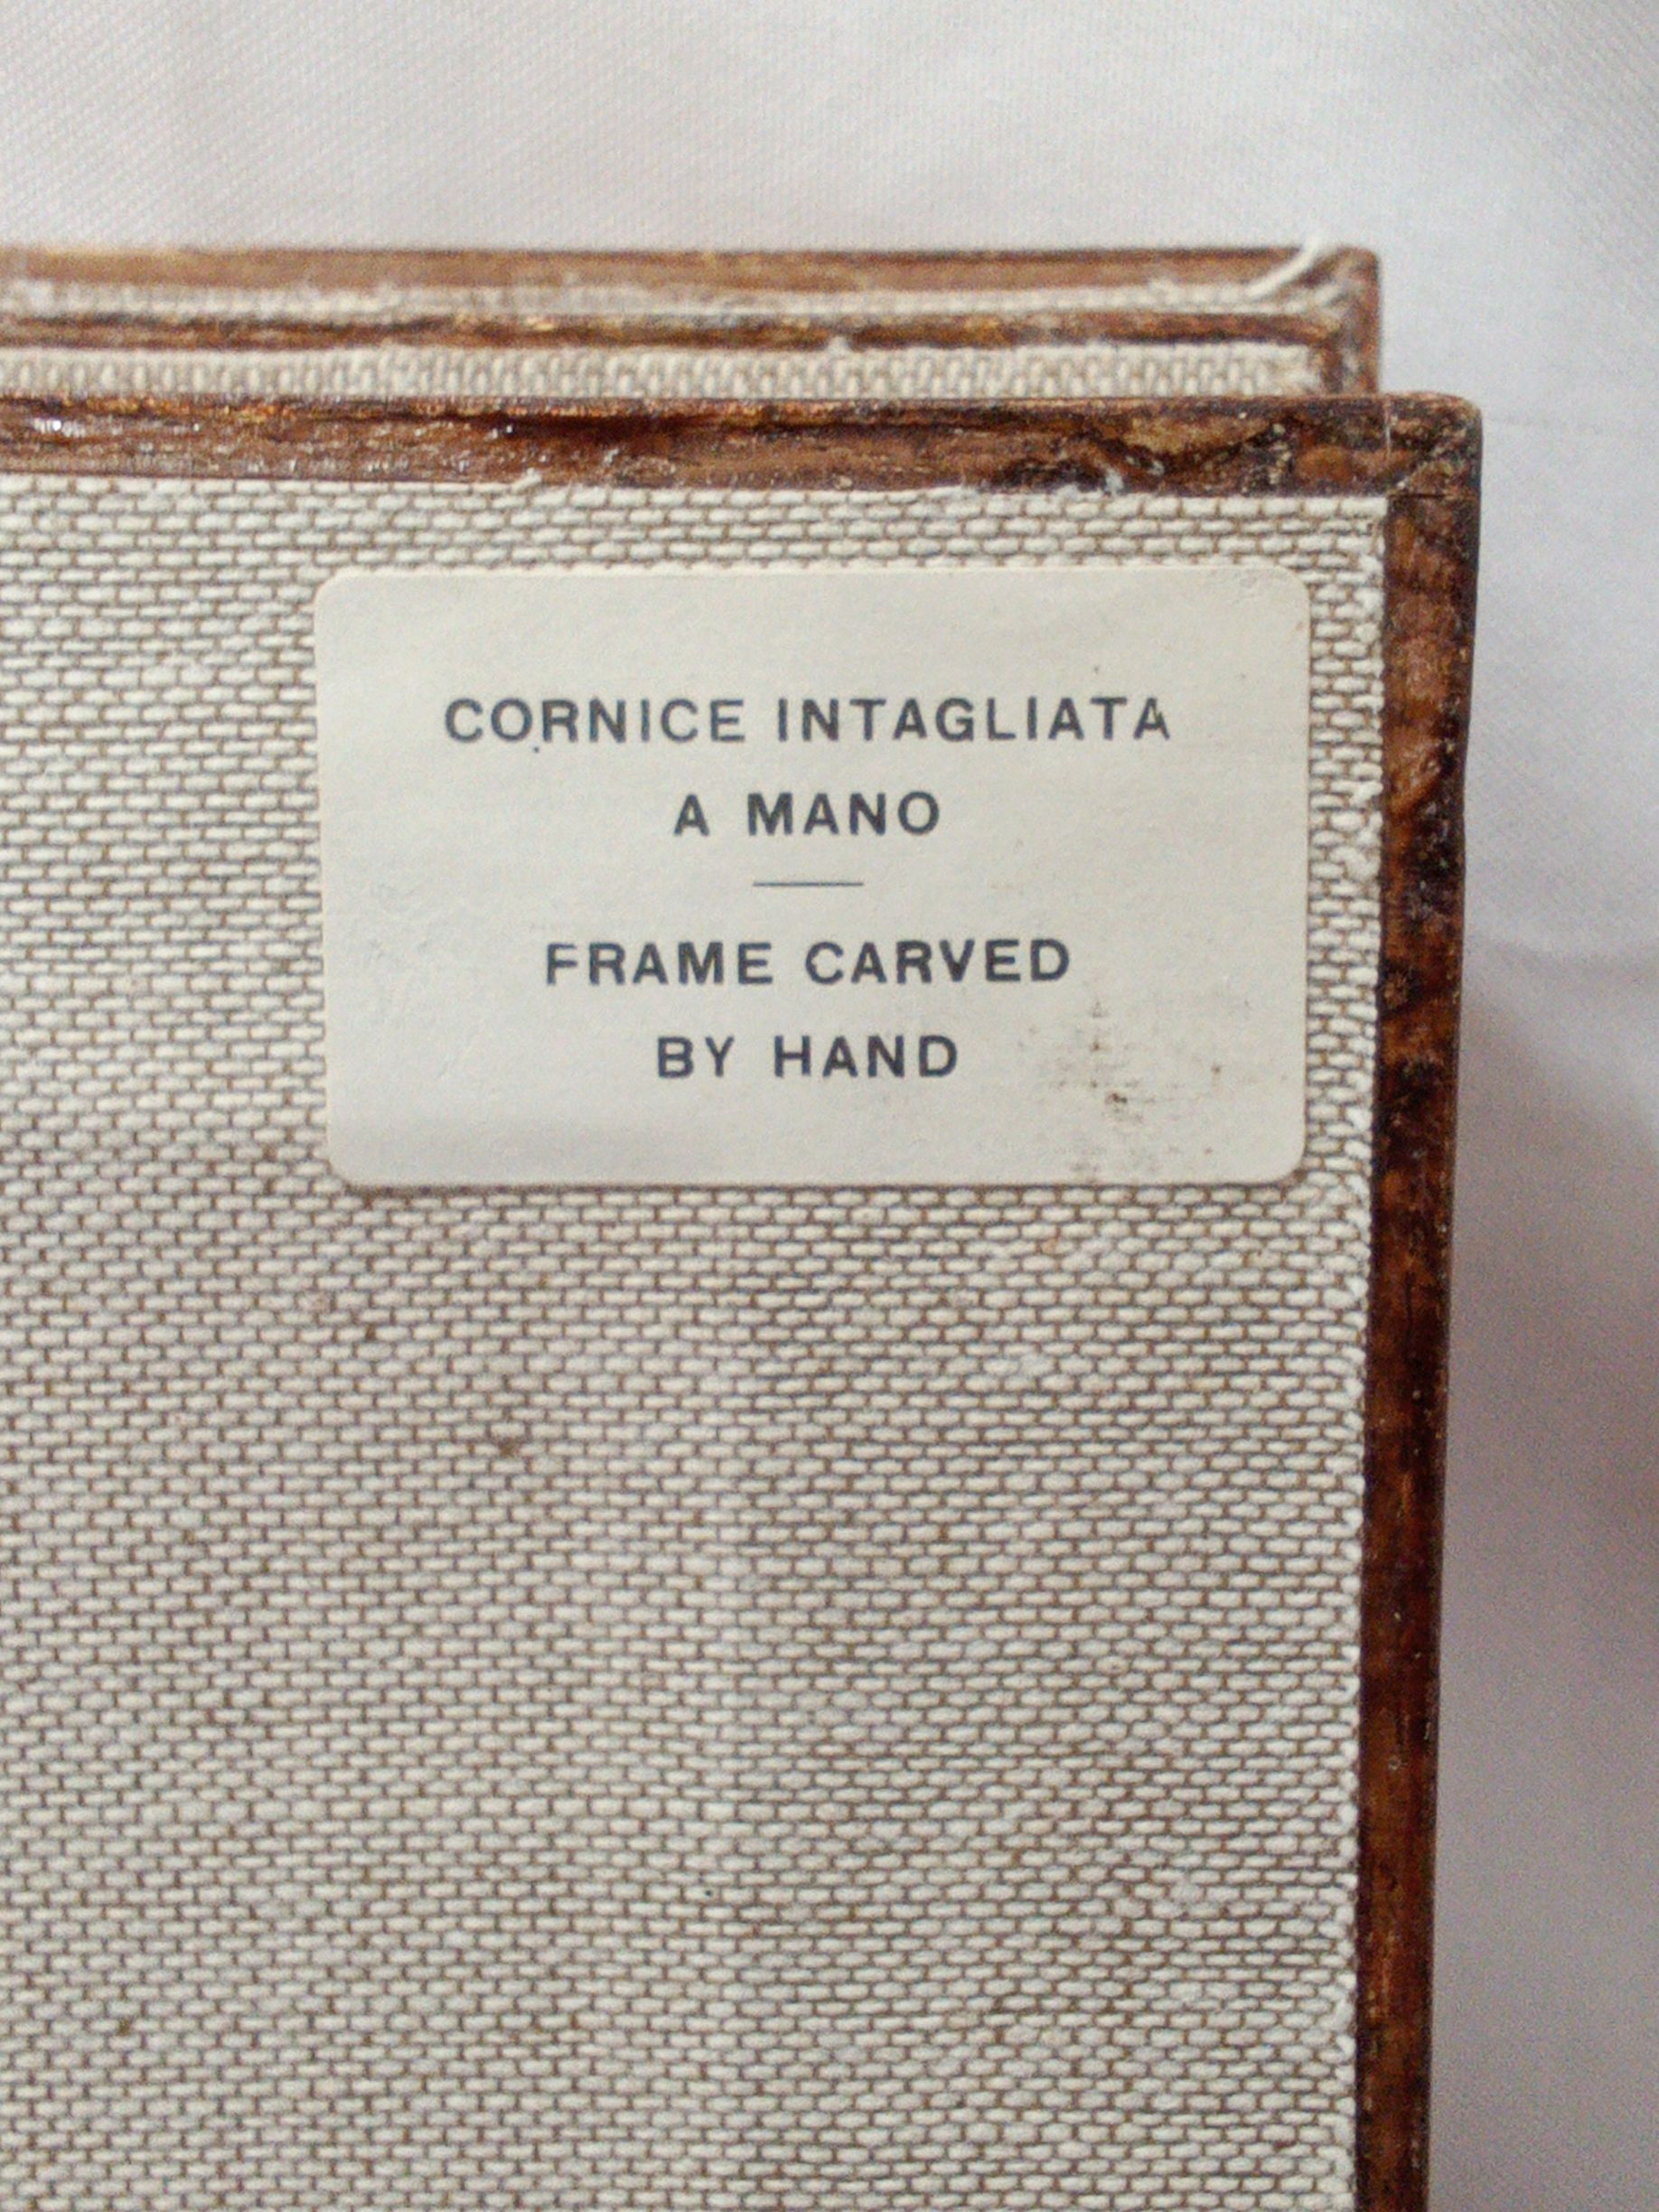 CORNICE INTAGLIATA
A MANO
FRAME CARVED
BY HAND